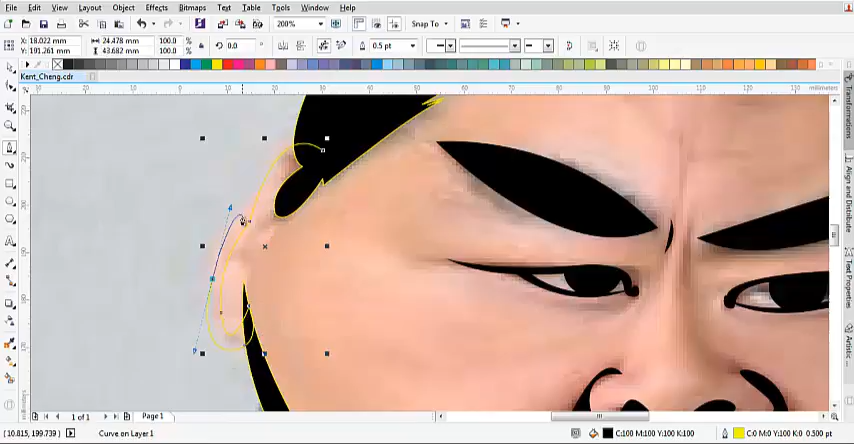 File Edit View Layout Object Effects Bitmaps Text Table Tools Window Help
200% Snap To
X: 18.022 mm 24.478 mm 100.0 % 0.0 ° 0.5 pt
Y: 191.261 mm 43.682 mm 100.0 %
Kent_Cheng.cdr
millimeters
Transformations
Align and Distribute
Text Properties
Artistic ...
1 of 1 Page 1
(10.815, 199.739) Curve on Layer 1 C:100 M:100 Y:100 K:100 C:0 M:0 Y:100 K:0 0.500 pt